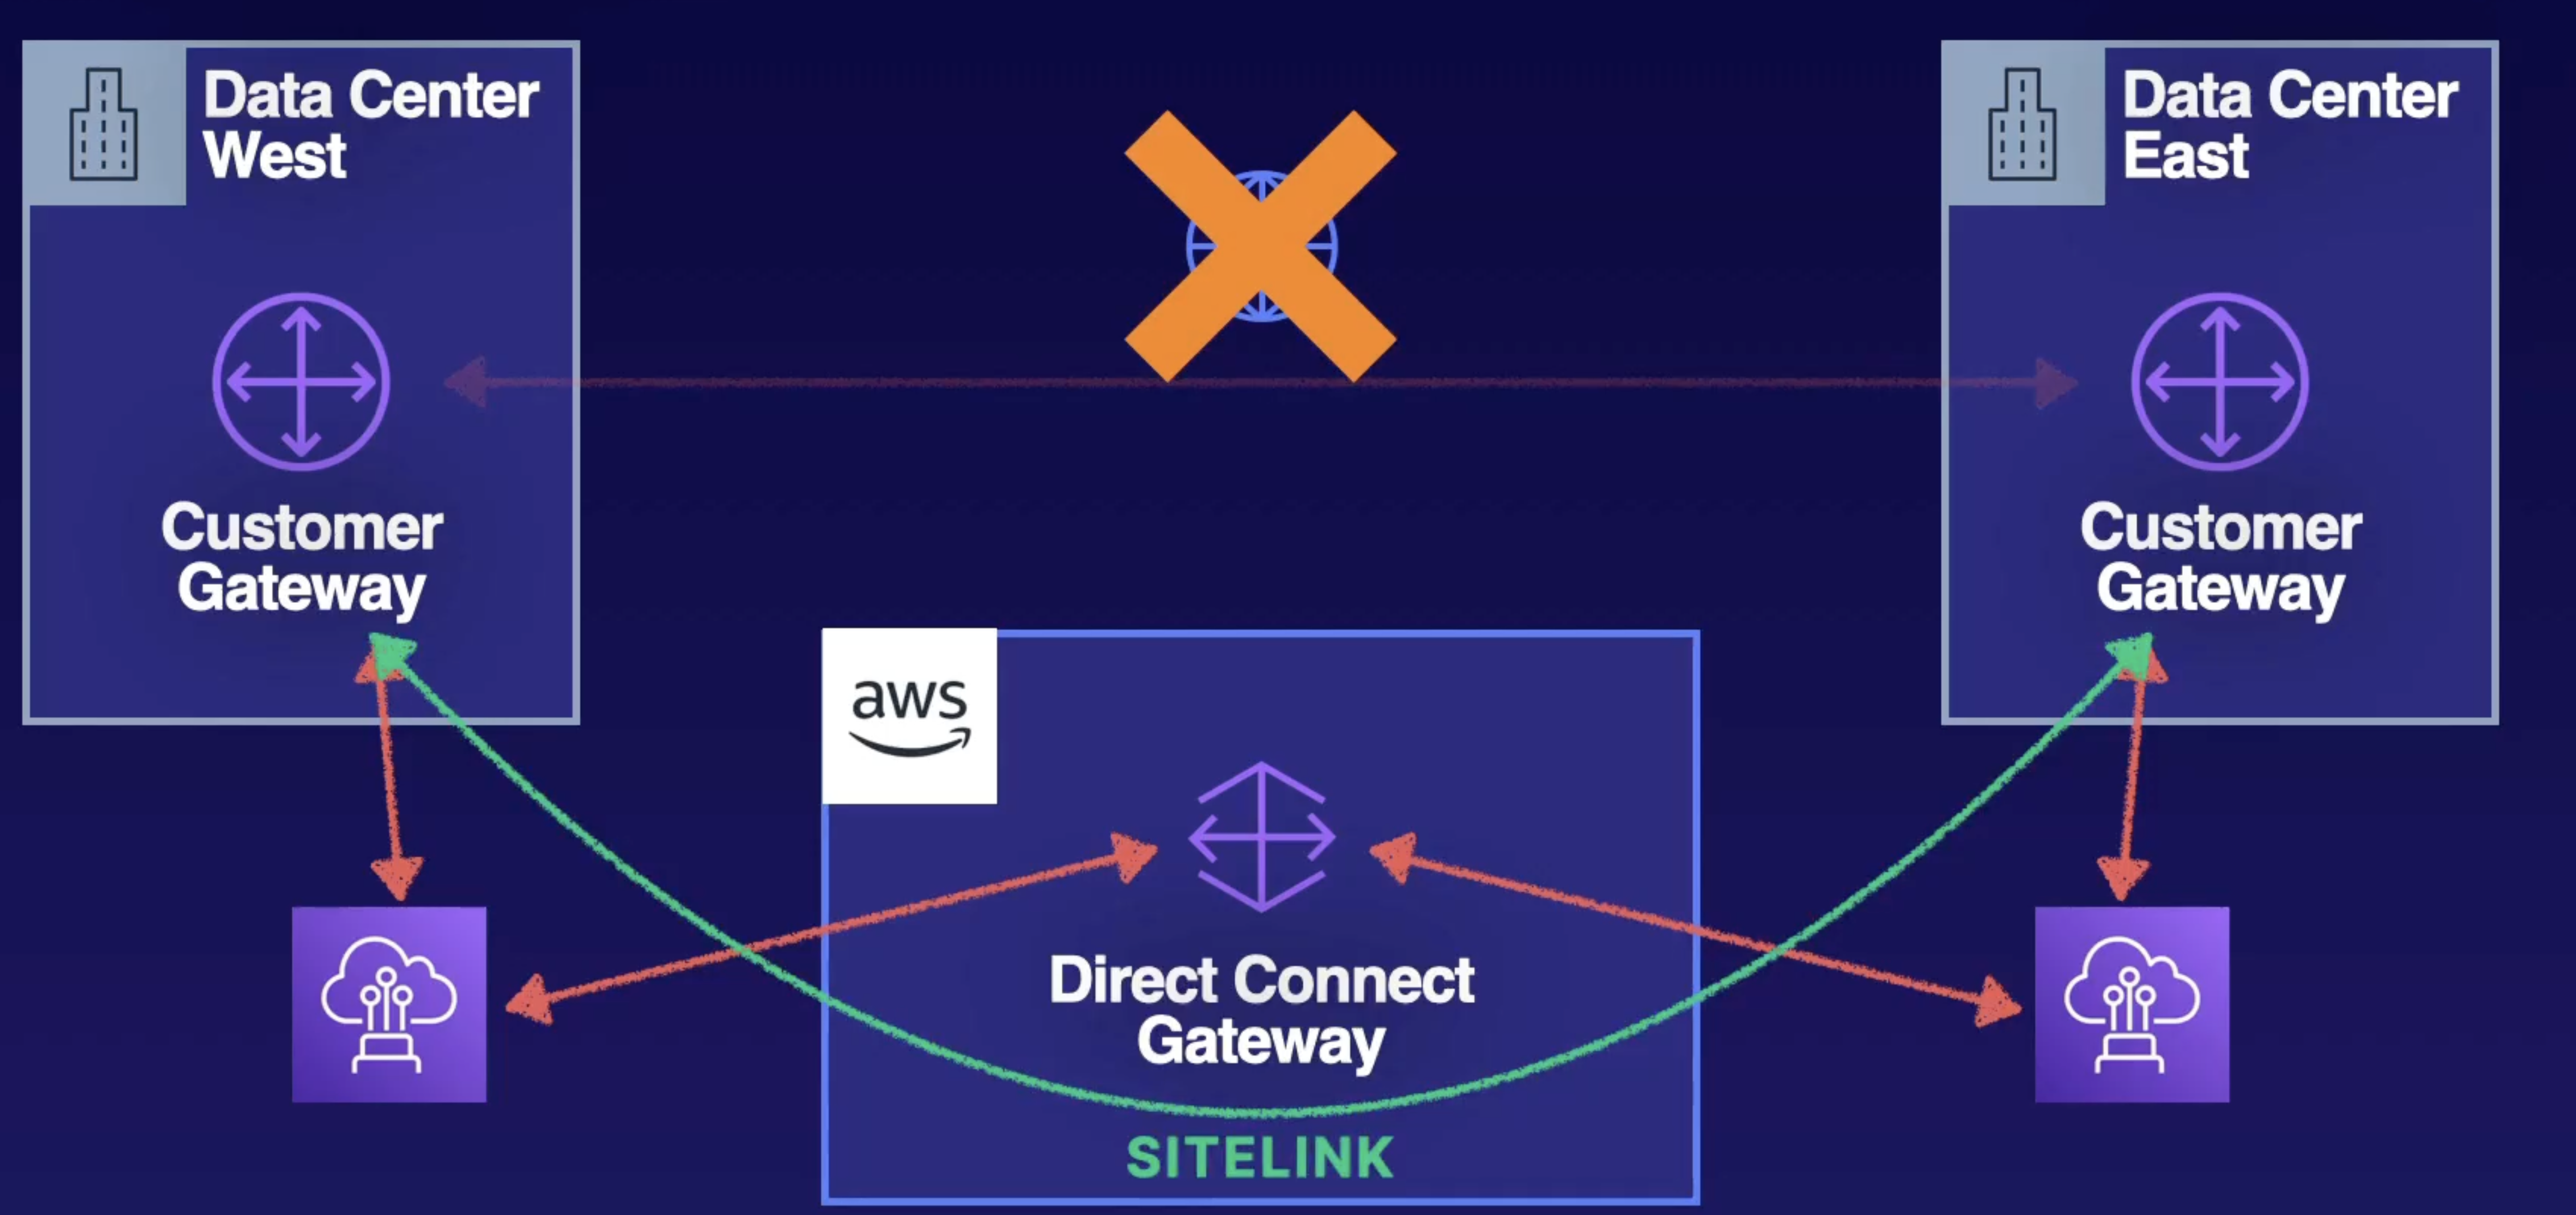 Data Center
West
Data Center
East
Customer
Gateway
Customer
Gateway
aws
Direct Connect
Gateway
SITELINK